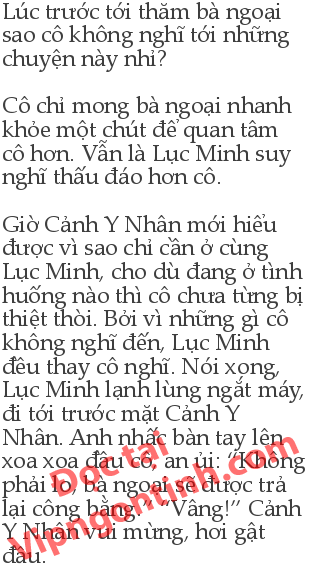 Lúc trước tới thăm bà ngoại
sao cô không nghĩ tới những
chuyện này nhỉ?
Cô chỉ mong bà ngoại nhanh
khỏe một chút để quan tâm
cô hơn. Vẫn là Lục Minh suy
nghĩ thấu đáo hơn cô.
Giờ Cảnh Y Nhân mới hiểu
được vì sao chỉ cần ở cùng
Lục Minh, cho dù đang ở tình
huống nào thì cô chưa từng bị
thiệt thòi. Bởi vì những gì cô
không nghĩ đến, Lục Minh
đều thay cô nghĩ. Nói xong,
Lục Minh lạnh lùng ngắt máy,
đi tới trước mặt Cảnh Y
Nhân. Anh nhấc bàn tay lên
xoa xoa đầu cô, an ủi: “Không
phải lo, bà ngoại sẽ được trả
lại công bằng.” “Vâng!” Cảnh
Y Nhân vui mừng, hơi gật
đầu.
Đọc tại
Vipngontinh.com